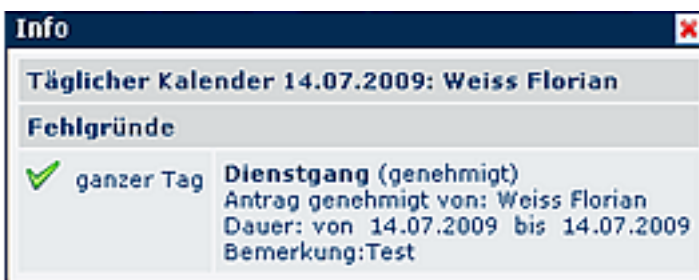 Info
Täglicher Kalender 14.07.2009: Weiss Florian
Fehlgründe
ganzer Tag
Dienstgang (genehmigt)
Antrag genehmigt von: Weiss Florian
Dauer: von 14.07.2009 bis 14.07.2009
Bemerkung:Test